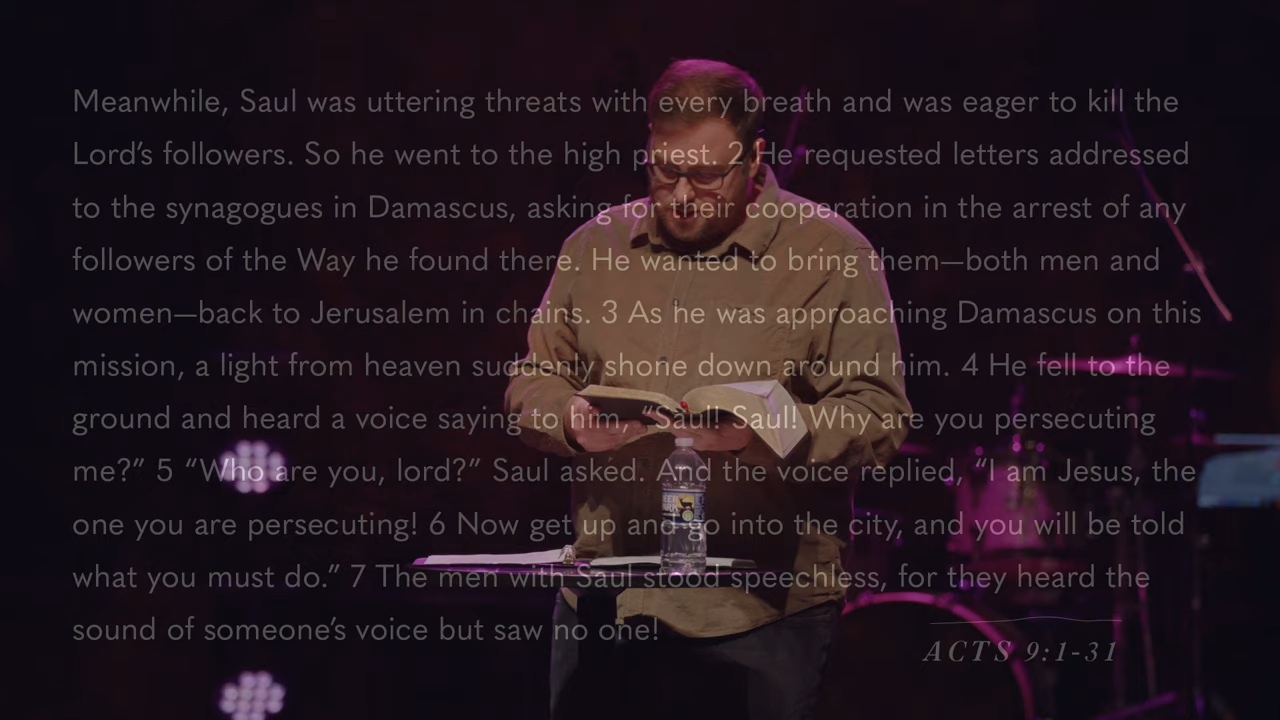 Meanwhile, Saul was uttering threats with every breath and was eager to kill the
Lord’s followers. So he went to the high priest. 2 He requested letters addressed
to the synagogues in Damascus, asking for their cooperation in the arrest of any
followers of the Way he found there. He wanted to bring them—both men and
women—back to Jerusalem in chains. 3 As he was approaching Damascus on this
mission, a light from heaven suddenly shone down around him. 4 He fell to the
ground and heard a voice saying to him, “Saul! Saul! Why are you persecuting
me?” 5 “Who are you, lord?” Saul asked. And the voice replied, “I am Jesus, the
one you are persecuting! 6 Now get up and go into the city, and you will be told
what you must do.” 7 The men with Saul stood speechless, for they heard the
sound of someone’s voice but saw no one!
ACTS 9:1-31